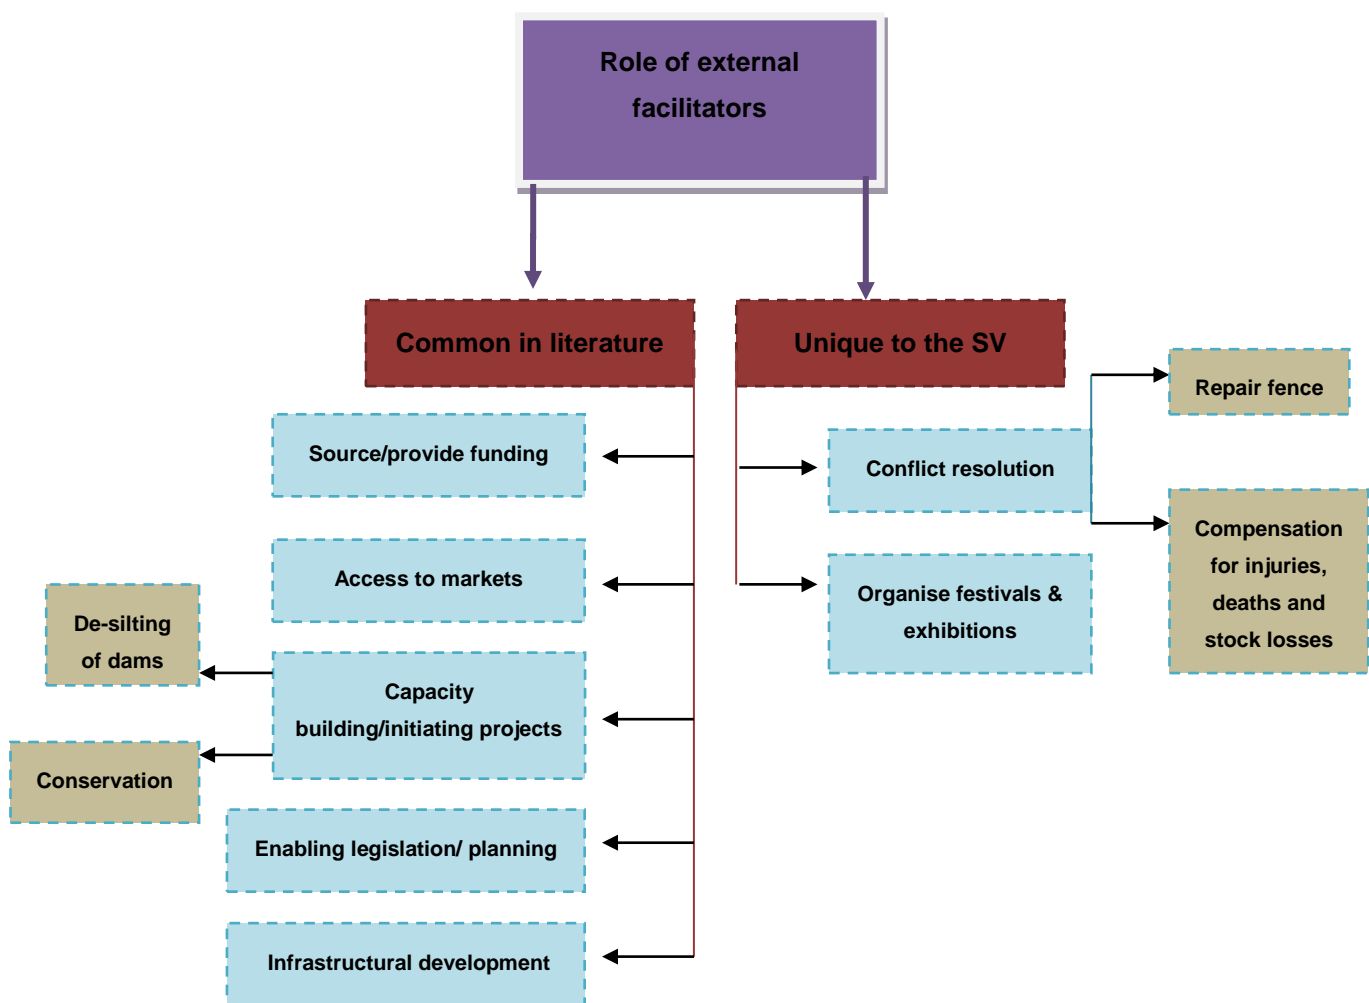 Role of external
facilitators
Common in literature
Unique to the SV
Source/provide funding
Access to markets
Capacity
building/initiating projects
De-silting
of dams
Conservation
Enabling legislation/ planning
Infrastructural development
Conflict resolution
Repair fence
Compensation
for injuries,
deaths and
stock losses
Organise festivals &
exhibitions